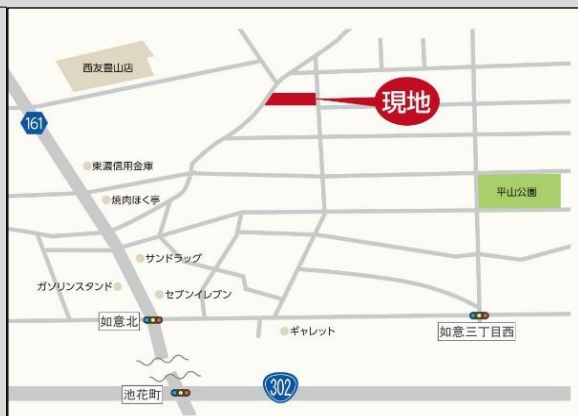 西友豊山店
現地
161
東濃信用金庫
平山公園
焼肉ほく亭
サンドラッグ
ガソリンスタンド
セブンイレブン
如意北
ギャレット
如意三丁目西
302
池花町